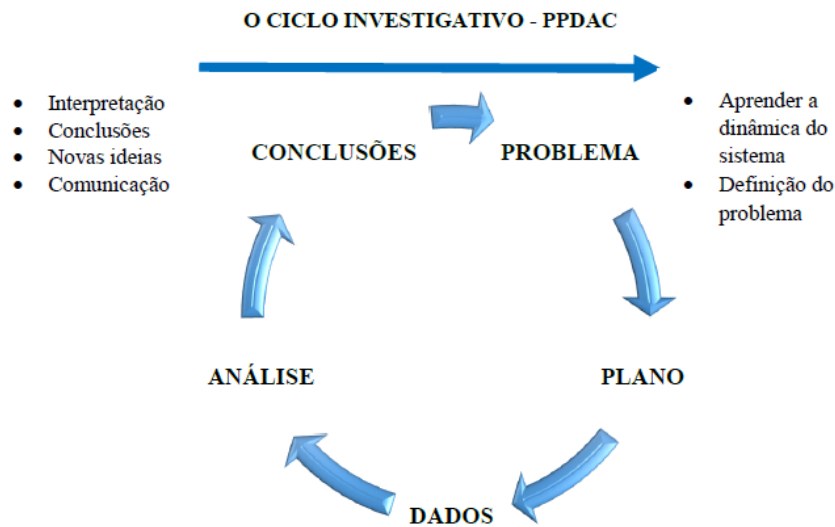 O CICLO INVESTIGATIVO - PPDAC
• Interpretação
• Conclusões
• Novas ideias
• Comunicação
CONCLUSÕES
PROBLEMA
• Aprender a
dinâmica do
sistema
• Definição do
problema
ANÁLISE
PLANO
DADOS